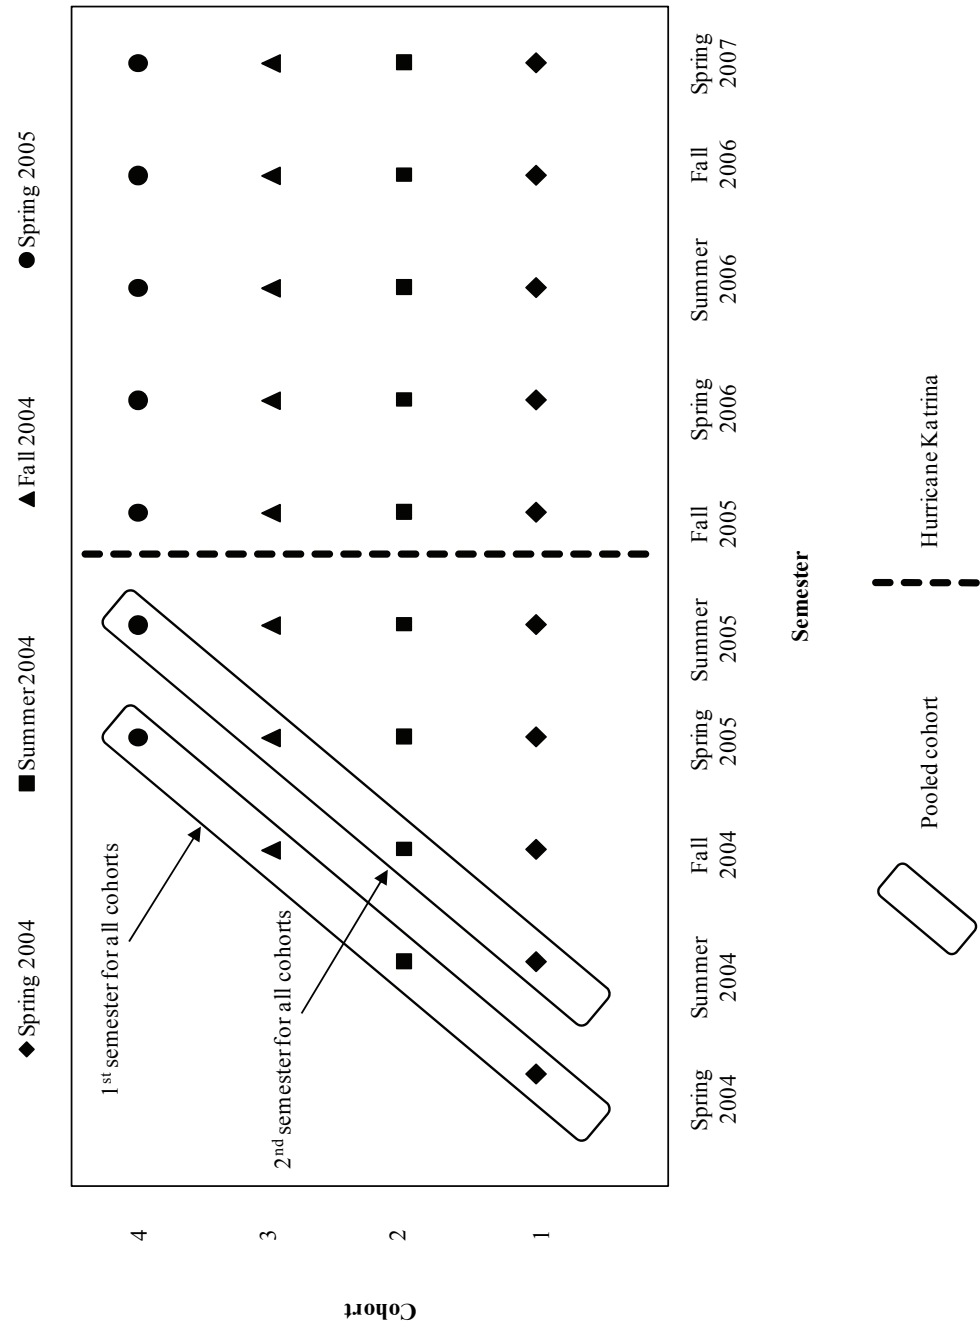 ◆ Spring 2004
■ Summer 2004
▲ Fall 2004
● Spring 2005
Cohort
4
3
2
1
1st semester for all cohorts
2nd semester for all cohorts
Spring
2004
Summer
2004
Fall
2004
Spring
2005
Summer
2005
Fall
2005
Spring
2006
Summer
2006
Fall
2006
Spring
2007
Semester
Pooled cohort
Hurricane Katrina